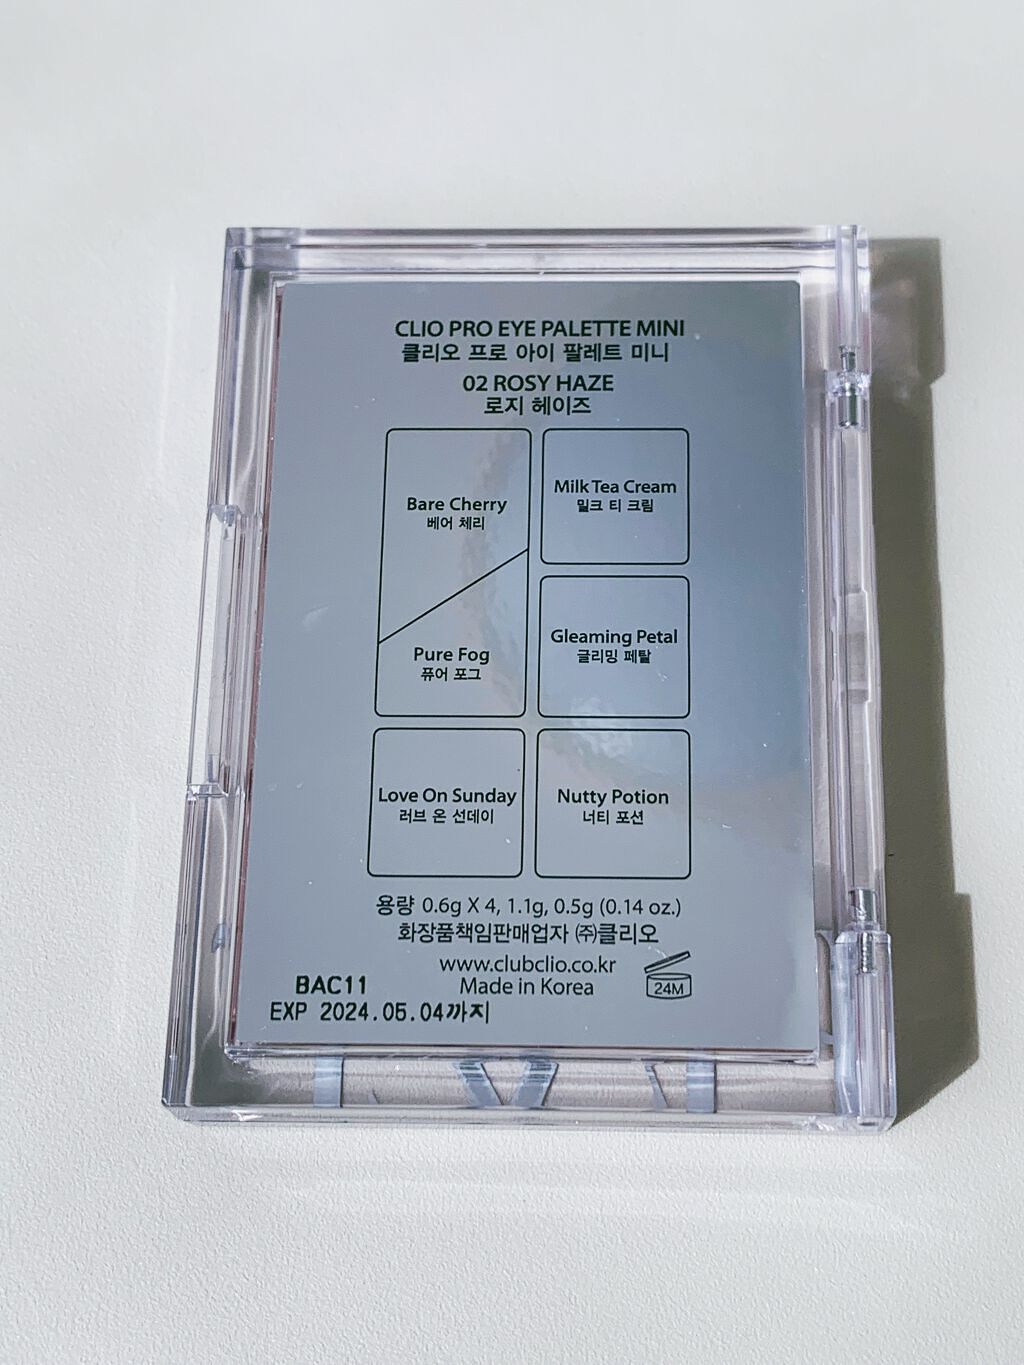 CLIO PRO EYE PALETTE MINI
클리오 프로 아이 팔레트 미니
02 ROSY HAZE
로지 헤이즈
Bare Cherry
베어 체리
Milk Tea Cream
밀크 티 크림
Pure Fog
퓨어 포그
Gleaming Petal
글리밍 페탈
Love On Sunday
러브 온 선데이
Nutty Potion
너티 포션
용량 0.6g X 4, 1.1g, 0.5g (0.14 oz.)
화장품책임판매업자 ㈜클리오
www.clubclio.co.kr
Made in Korea
24M
BAC11
EXP 2024.05.04까지